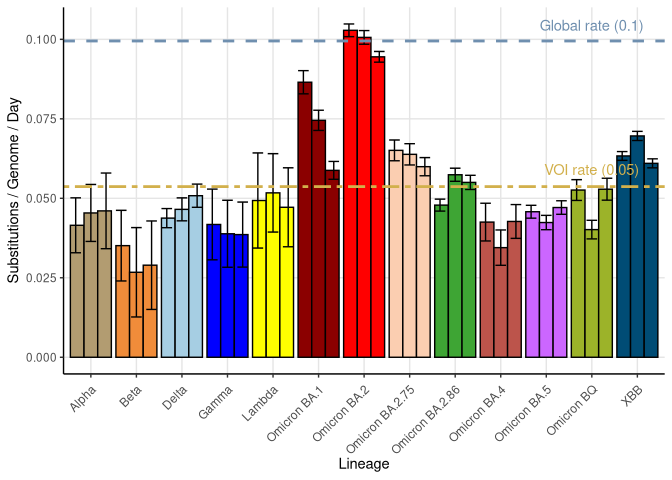 Substitutions / Genome / Day
0.100
0.075
0.050
0.025
0.000
Global rate (0.1)
VOI rate (0.05)
Alpha
Beta
Delta
Gamma
Lambda
Omicron BA.1
Omicron BA.2
Omicron BA.2.75
Omicron BA.2.86
Omicron BA.4
Omicron BA.5
Omicron BQ
XBB
Lineage